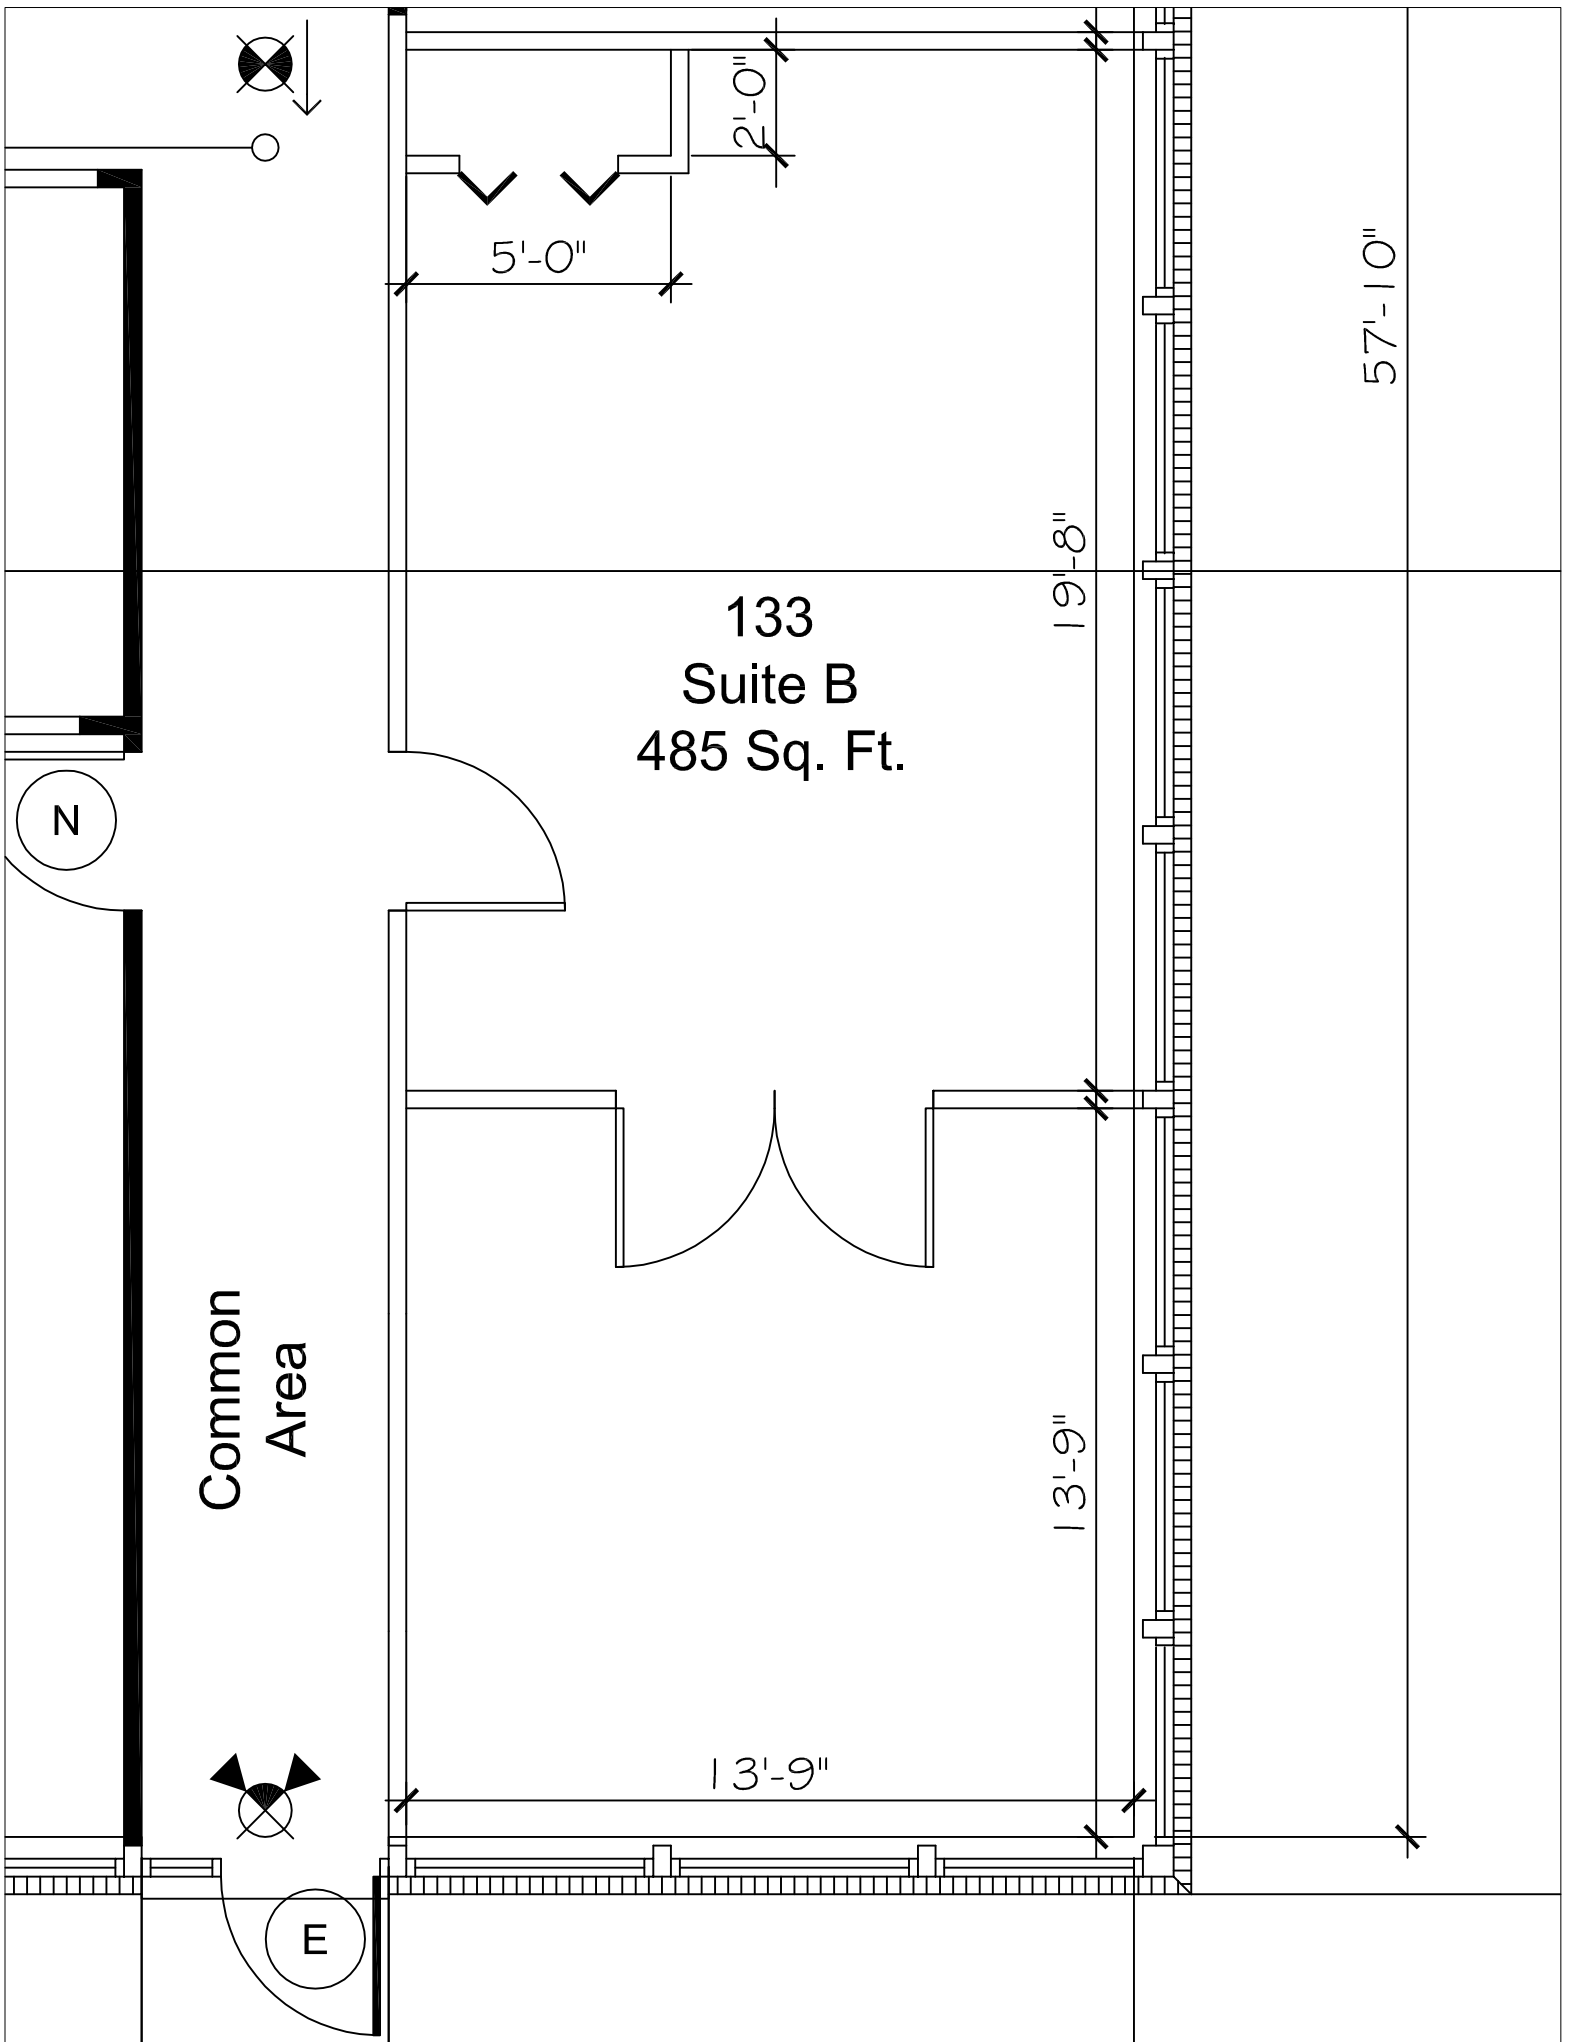 2'-0"
5'-0"
57'-10"
19'-8"
133
Suite B
485 Sq. Ft.
N
Common
Area
13'-9"
13'-9"
E